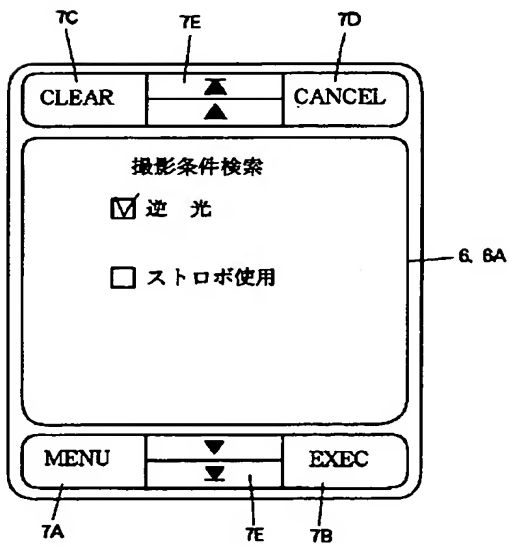 7C 7E 7D
CLEAR CANCEL
撮影条件検索
逆 光
ストロボ使用
6, 6A
MENU EXEC
7A 7E 7B